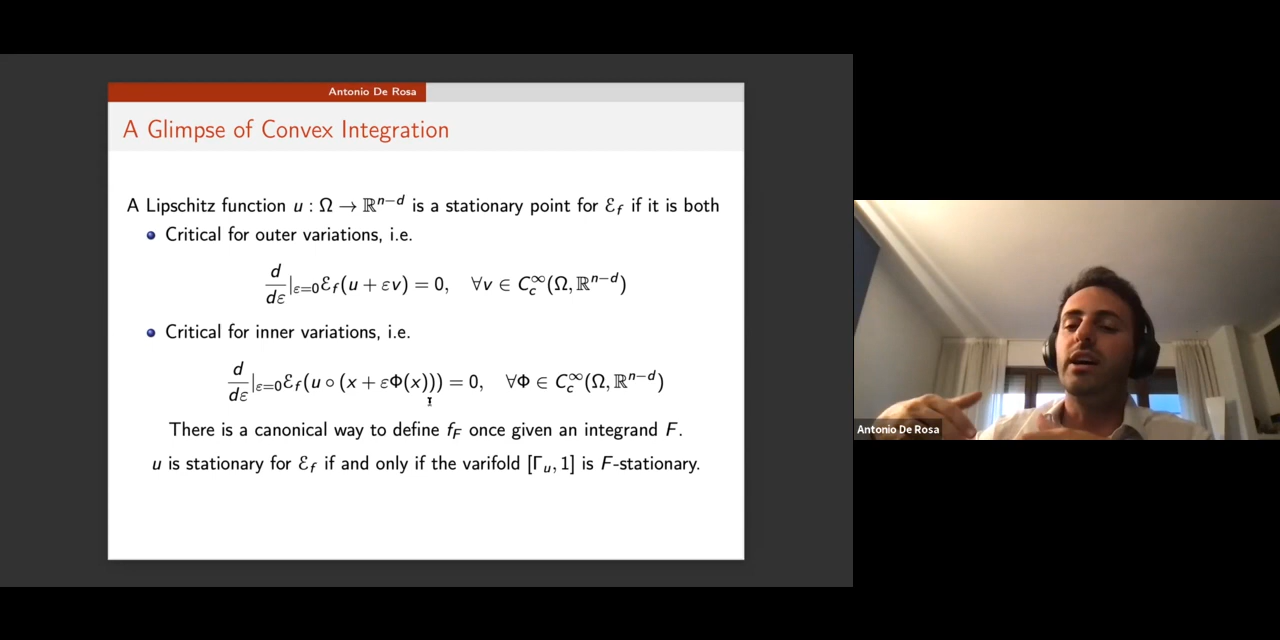 Antonio De Rosa
A Glimpse of Convex Integration
A Lipschitz function u : Ω → ℝⁿ⁻ᵈ is a stationary point for ℰ_f if it is both
Critical for outer variations, i.e.
d/dε|_{ε=0} ℰ_f(u + εv) = 0, ∀v ∈ C_c^∞(Ω, ℝⁿ⁻ᵈ)
Critical for inner variations, i.e.
d/dε|_{ε=0} ℰ_f(u ∘ (x + εΦ(x))) = 0, ∀Φ ∈ C_c^∞(Ω, ℝⁿ⁻ᵈ)
There is a canonical way to define f_F once given an integrand F.
u is stationary for ℰ_f if and only if the varifold [Γ_u, 1] is F-stationary.
Antonio De Rosa